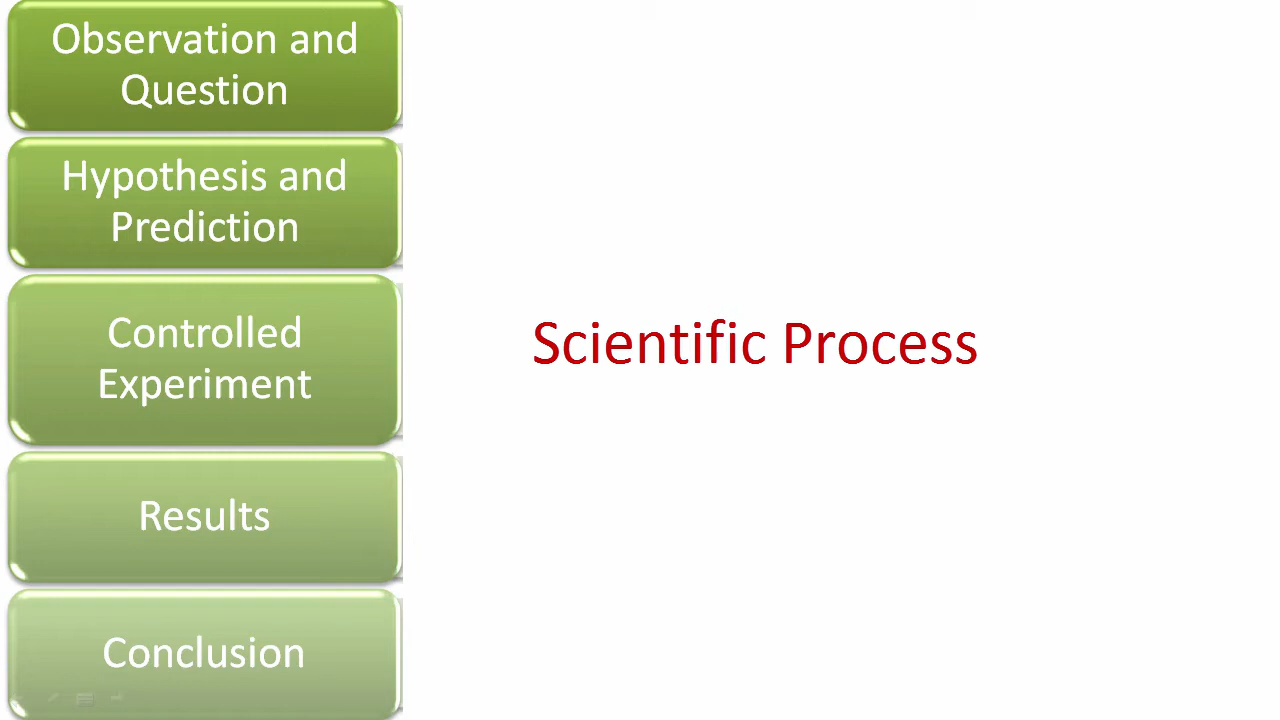 Observation and
Question
Hypothesis and
Prediction
Controlled
Experiment
Results
Conclusion
Scientific Process